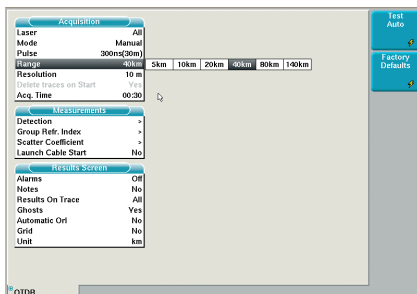 Acquisition
Laser All
Mode Manual
Pulse 300ns(30m)
Range 40km 5km 10km 20km 40km 80km 140km
Resolution 10 m
Delete traces on Start Yes
Acq. Time 00:30
Measurements
Detection >
Group Refr. Index >
Scatter Coefficient >
Launch Cable Start No
Results Screen
Alarms Off
Notes No
Results On Trace All
Ghosts Yes
Automatic Orl No
Grid No
Unit km
Test
Auto
Factory
Defaults
OTDR